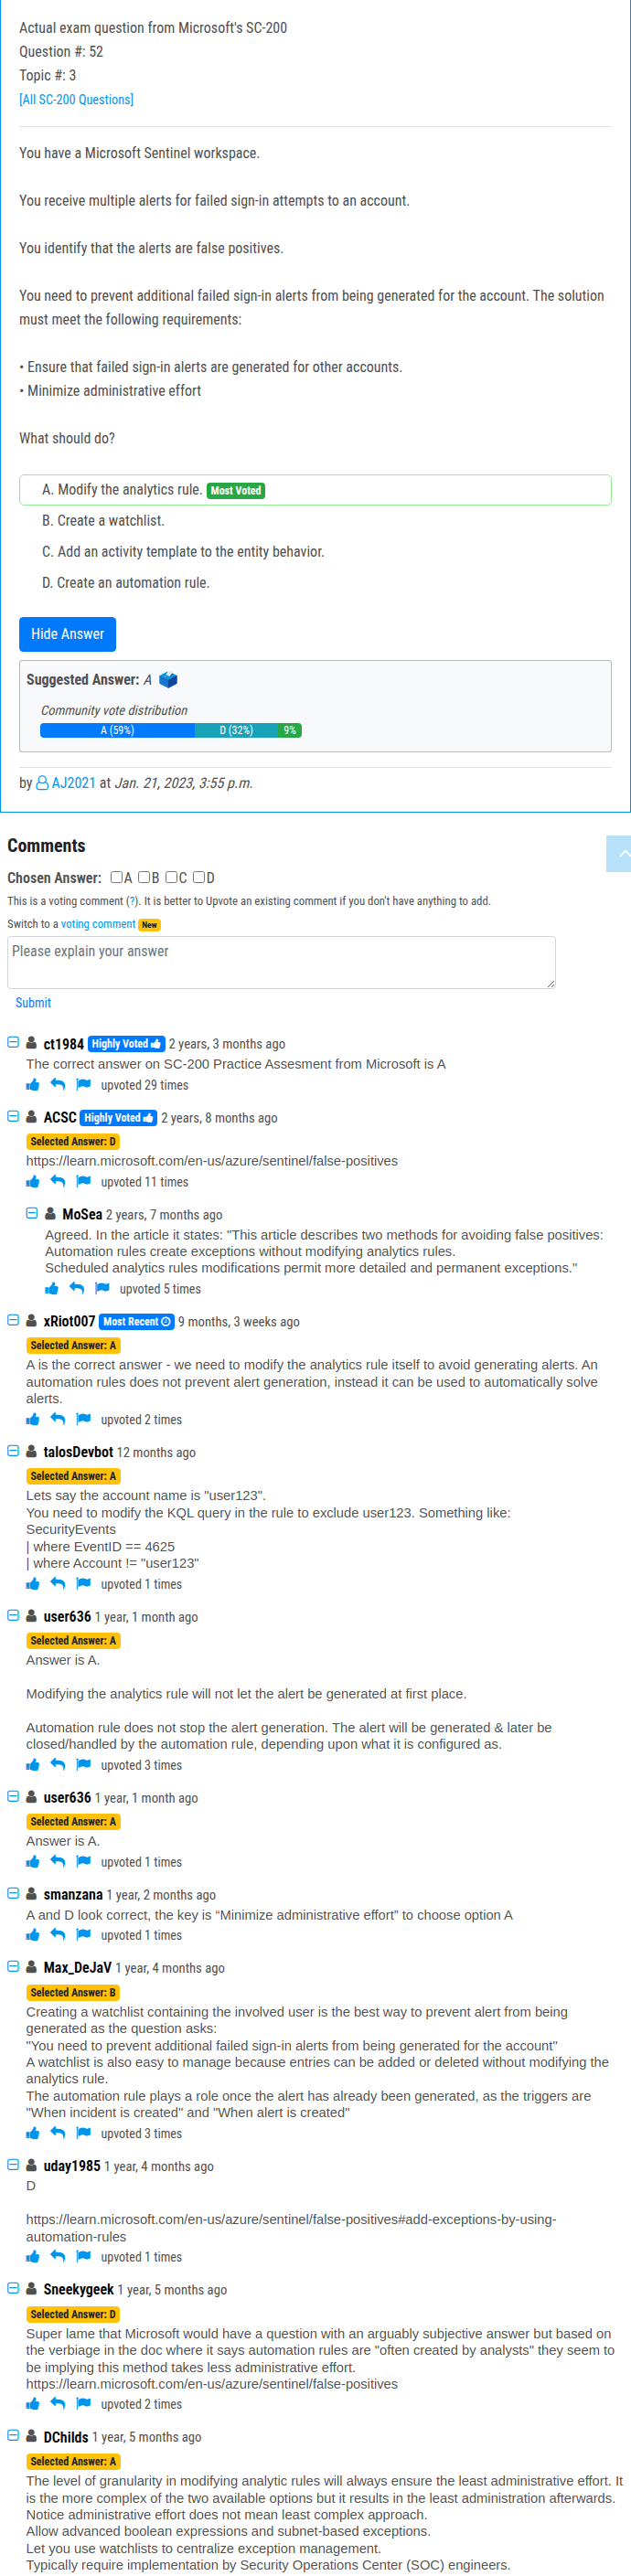 Actual exam question from Microsoft's SC-200
Question #: 52
Topic #: 3
[All SC-200 Questions]
You have a Microsoft Sentinel workspace.
You receive multiple alerts for failed sign-in attempts to an account.
You identify that the alerts are false positives.
You need to prevent additional failed sign-in alerts from being generated for the account. The solution
must meet the following requirements:
• Ensure that failed sign-in alerts are generated for other accounts.
• Minimize administrative effort
What should do?
A. Modify the analytics rule. Most Voted
B. Create a watchlist.
C. Add an activity template to the entity behavior.
D. Create an automation rule.
Hide Answer
Suggested Answer: A
Community vote distribution
A (59%) D (32%) 9%
by AJ2021 at Jan. 21, 2023, 3:55 p.m.
Comments
Chosen Answer: A B C D
This is a voting comment (?). It is better to Upvote an existing comment if you don't have anything to add.
Switch to a voting comment New
Please explain your answer
Submit
ct1984 Highly Voted 2 years, 3 months ago
The correct answer on SC-200 Practice Assesment from Microsoft is A
upvoted 29 times
ACSC Highly Voted 2 years, 8 months ago
Selected Answer: D
https://learn.microsoft.com/en-us/azure/sentinel/false-positives
upvoted 11 times
MoSea 2 years, 7 months ago
Agreed. In the article it states: "This article describes two methods for avoiding false positives:
Automation rules create exceptions without modifying analytics rules.
Scheduled analytics rules modifications permit more detailed and permanent exceptions."
upvoted 5 times
xRiot007 Most Recent 9 months, 3 weeks ago
Selected Answer: A
A is the correct answer - we need to modify the analytics rule itself to avoid generating alerts. An
automation rules does not prevent alert generation, instead it can be used to automatically solve
alerts.
upvoted 2 times
talosDevbot 12 months ago
Selected Answer: A
Lets say the account name is "user123".
You need to modify the KQL query in the rule to exclude user123. Something like:
SecurityEvents
| where EventID == 4625
| where Account != "user123"
upvoted 1 times
user636 1 year, 1 month ago
Selected Answer: A
Answer is A.
Modifying the analytics rule will not let the alert be generated at first place.
Automation rule does not stop the alert generation. The alert will be generated & later be
closed/handled by the automation rule, depending upon what it is configured as.
upvoted 3 times
user636 1 year, 1 month ago
Selected Answer: A
Answer is A.
upvoted 1 times
smanzana 1 year, 2 months ago
A and D look correct, the key is “Minimize administrative effort” to choose option A
upvoted 1 times
Max_DeJaV 1 year, 4 months ago
Selected Answer: B
Creating a watchlist containing the involved user is the best way to prevent alert from being
generated as the question asks:
"You need to prevent additional failed sign-in alerts from being generated for the account"
A watchlist is also easy to manage because entries can be added or deleted without modifying the
analytics rule.
The automation rule plays a role once the alert has already been generated, as the triggers are
"When incident is created" and "When alert is created"
upvoted 3 times
uday1985 1 year, 4 months ago
D
https://learn.microsoft.com/en-us/azure/sentinel/false-positives#add-exceptions-by-using-
automation-rules
upvoted 1 times
Sneekygeek 1 year, 5 months ago
Selected Answer: D
Super lame that Microsoft would have a question with an arguably subjective answer but based on
the verbiage in the doc where it says automation rules are "often created by analysts" they seem to
be implying this method takes less administrative effort.
https://learn.microsoft.com/en-us/azure/sentinel/false-positives
upvoted 2 times
DChilds 1 year, 5 months ago
Selected Answer: A
The level of granularity in modifying analytic rules will always ensure the least administrative effort. It
is the more complex of the two available options but it results in the least administration afterwards.
Notice administrative effort does not mean least complex approach.
Allow advanced boolean expressions and subnet-based exceptions.
Let you use watchlists to centralize exception management.
Typically require implementation by Security Operations Center (SOC) engineers.